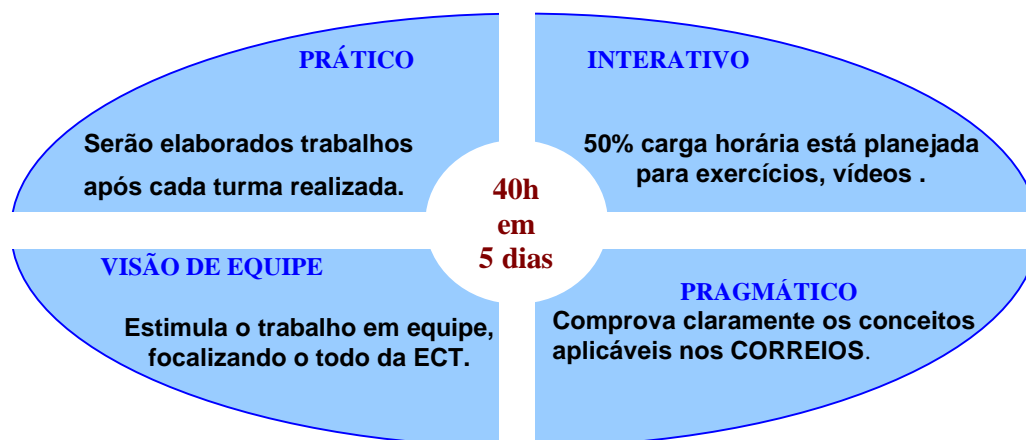 PRÁTICO
Serão elaborados trabalhos
após cada turma realizada.
INTERATIVO
50% carga horária está planejada
para exercícios, vídeos .
40h
em
5 dias
VISÃO DE EQUIPE
Estimula o trabalho em equipe,
focalizando o todo da ECT.
PRAGMÁTICO
Comprova claramente os conceitos
aplicáveis nos CORREIOS.